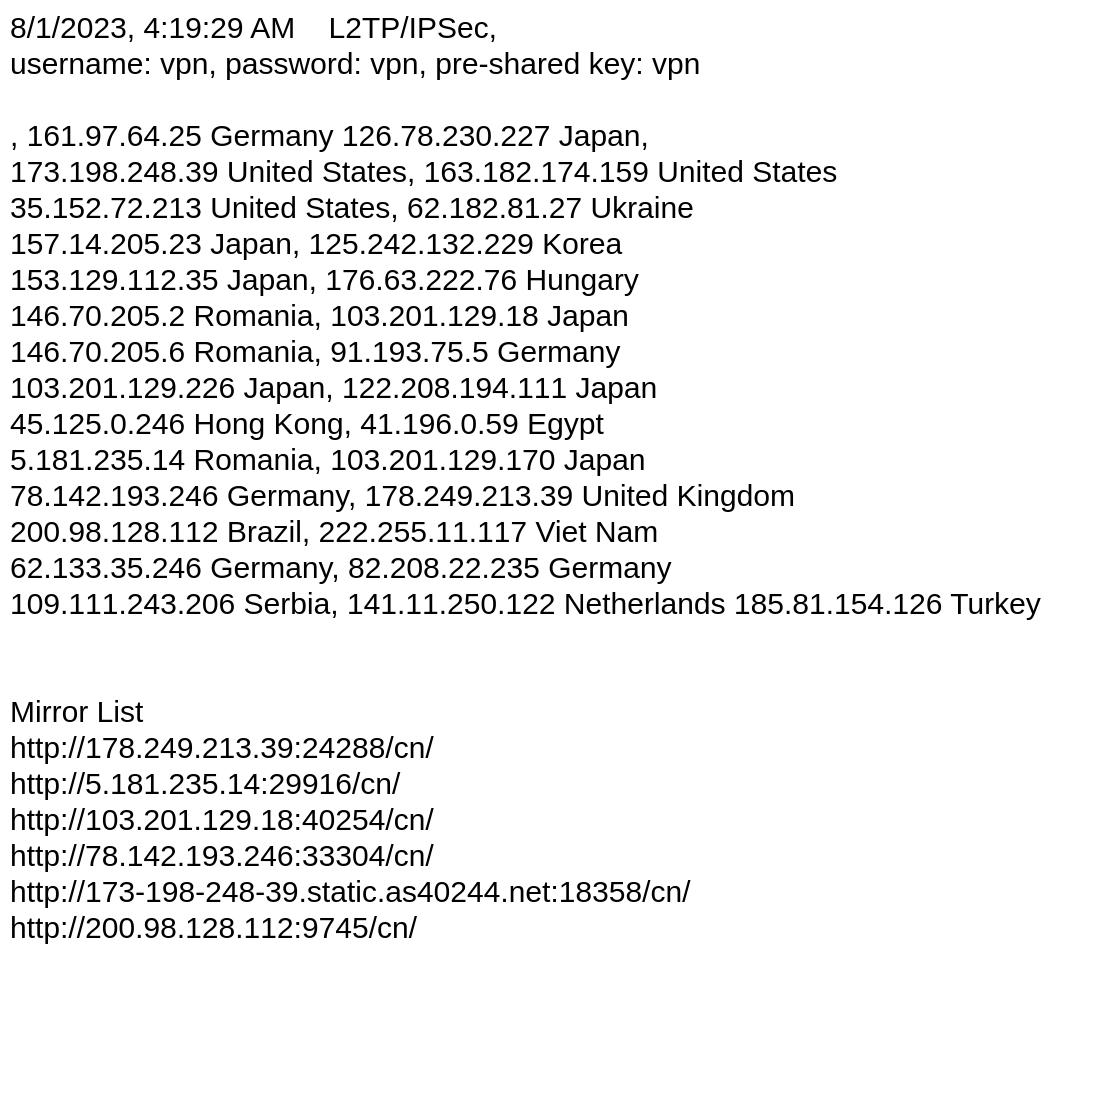 8/1/2023, 4:19:29 AM    L2TP/IPSec,
username: vpn, password: vpn, pre-shared key: vpn
, 161.97.64.25 Germany 126.78.230.227 Japan,
173.198.248.39 United States, 163.182.174.159 United States
35.152.72.213 United States, 62.182.81.27 Ukraine
157.14.205.23 Japan, 125.242.132.229 Korea
153.129.112.35 Japan, 176.63.222.76 Hungary
146.70.205.2 Romania, 103.201.129.18 Japan
146.70.205.6 Romania, 91.193.75.5 Germany
103.201.129.226 Japan, 122.208.194.111 Japan
45.125.0.246 Hong Kong, 41.196.0.59 Egypt
5.181.235.14 Romania, 103.201.129.170 Japan
78.142.193.246 Germany, 178.249.213.39 United Kingdom
200.98.128.112 Brazil, 222.255.11.117 Viet Nam
62.133.35.246 Germany, 82.208.22.235 Germany
109.111.243.206 Serbia, 141.11.250.122 Netherlands 185.81.154.126 Turkey
Mirror List
http://178.249.213.39:24288/cn/
http://5.181.235.14:29916/cn/
http://103.201.129.18:40254/cn/
http://78.142.193.246:33304/cn/
http://173-198-248-39.static.as40244.net:18358/cn/
http://200.98.128.112:9745/cn/